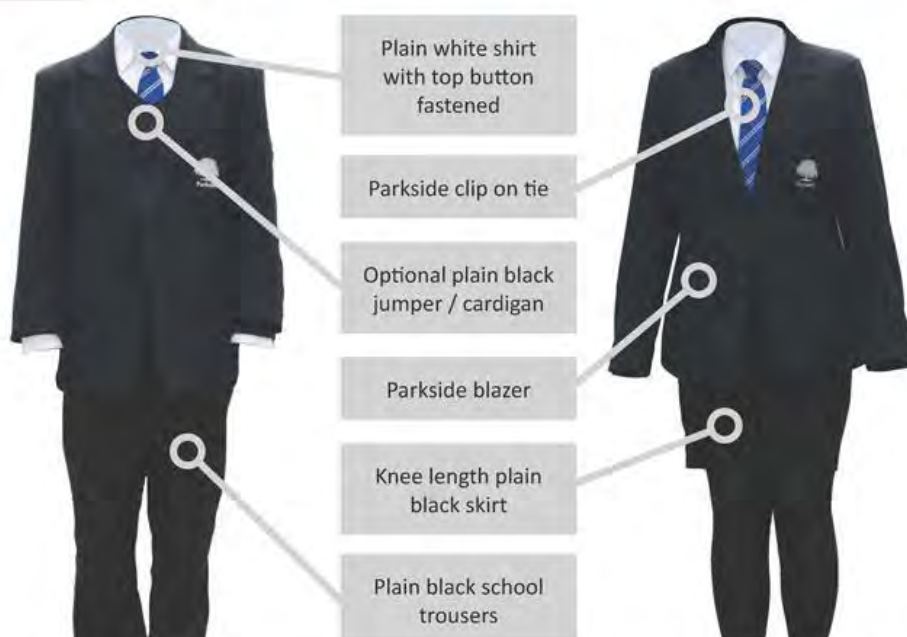 Plain white shirt
with top button
fastened
Parkside clip on tie
Optional plain black
jumper / cardigan
Parkside blazer
Knee length plain
black skirt
Plain black school
trousers